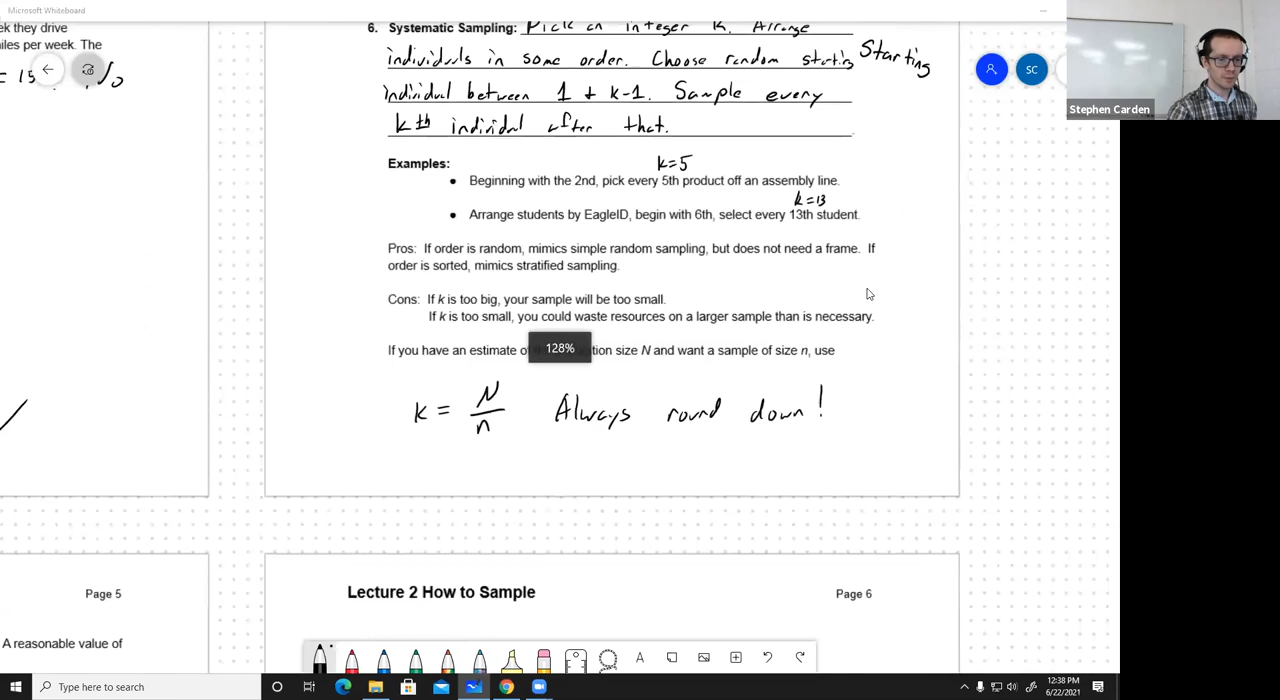 Microsoft Whiteboard
ek they drive
iles per week. The
= 15
6. Systematic Sampling: Pick an integer k. Arrange
individuals in some order. Choose random starting Starting
individual between 1 + k-1. Sample every
kth individual after that.
Examples:
k=5
• Beginning with the 2nd, pick every 5th product off an assembly line.
k=13
• Arrange students by EagleID, begin with 6th, select every 13th student.
Pros: If order is random, mimics simple random sampling, but does not need a frame. If
order is sorted, mimics stratified sampling.
Cons: If k is too big, your sample will be too small.
If k is too small, you could waste resources on a larger sample than is necessary.
If you have an estimate of tion size N and want a sample of size n, use
128%
k = N/n Always round down!
SC
Stephen Carden
Page 5
Lecture 2 How to Sample
Page 6
A reasonable value of
A
Type here to search
12:38 PM
6/22/2021